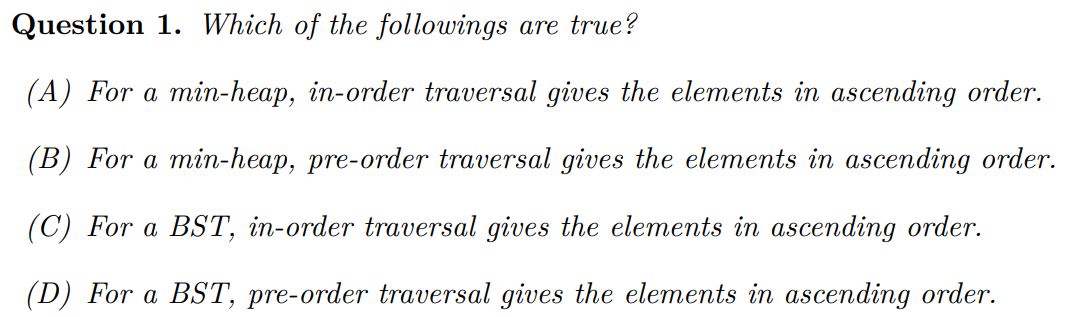 Question 1. Which of the followings are true?
(A) For a min-heap, in-order traversal gives the elements in ascending order.
(B) For a min-heap, pre-order traversal gives the elements in ascending order.
(C) For a BST, in-order traversal gives the elements in ascending order.
(D) For a BST, pre-order traversal gives the elements in ascending order.